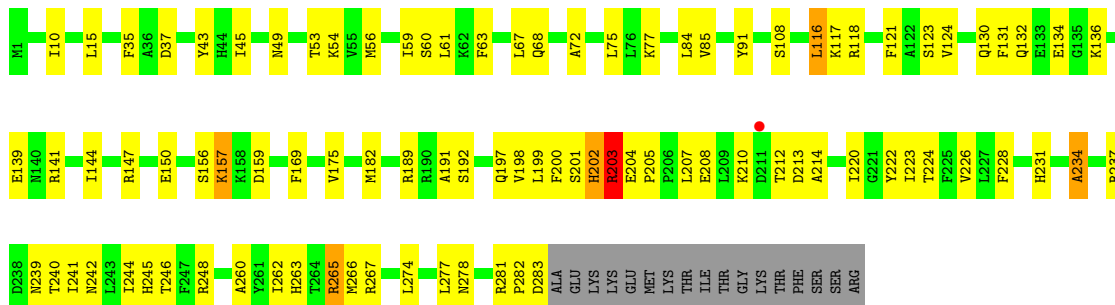 M1 I10 L15 F35 A36 D37 Y43 H44 I45 N49 T53 K54 V55 M56 I59 S60 L61 K62 F63 L67 Q68 A72 L75 L76 K77 L84 V85 Y91 S108 L116 K117 R118 F121 A122 S123 V124 Q130 F131 Q132 E133 E134 G135 K136
E139 N140 R141 I144 R147 E150 S156 K157 K158 D159 F169 V175 M182 R189 R190 A191 S192 Q197 V198 L199 F200 S201 H202 R203 E204 P205 P206 L207 E208 L209 K210 D211 T212 D213 A214 I220 G221 Y222 I223 T224 F225 V226 L227 F228 H231 A234
D238 N239 T240 I241 N242 L243 I244 H245 T246 F247 R248 A260 Y261 I262 H263 T264 R265 M266 R267 L274 L277 N278 R281 P282 D283 ALA GLU LYS LYS GLU MET LYS THR ILE THR GLY LYS THR PHE SER SER ARG